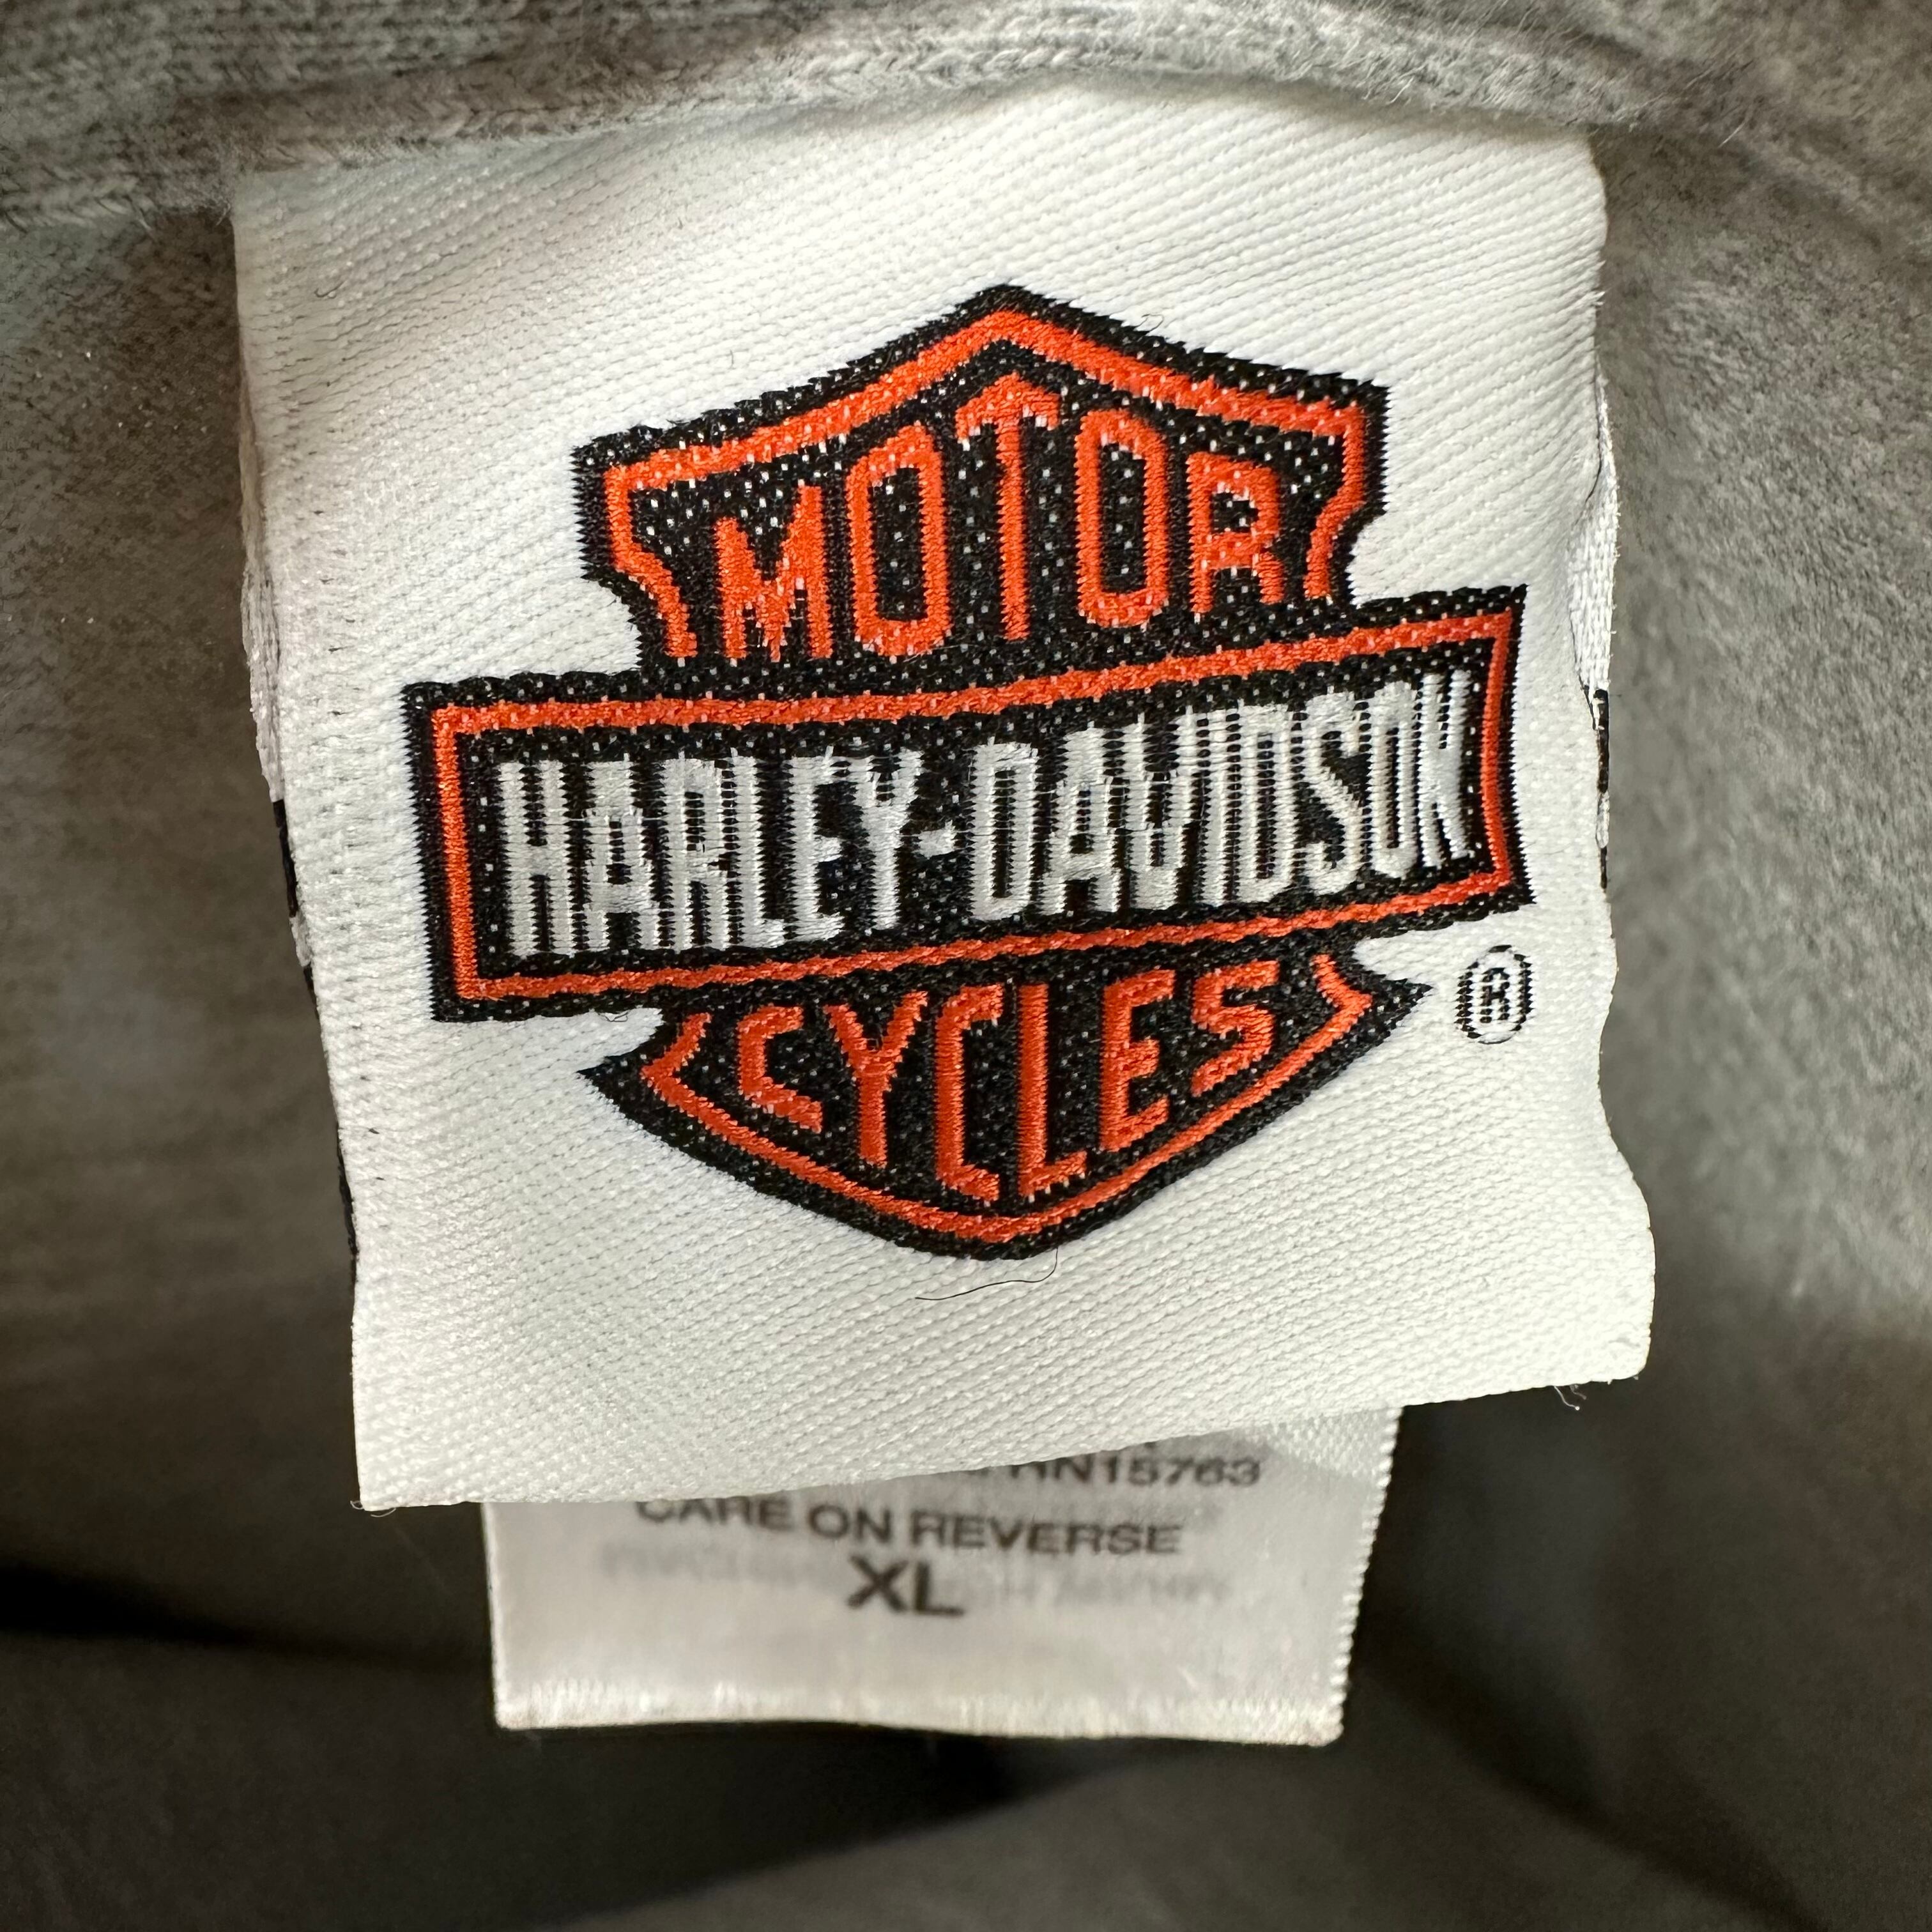 MOTOR
HARLEY-DAVIDSON
CYCLES
®
RN15763
CARE ON REVERSE
XL